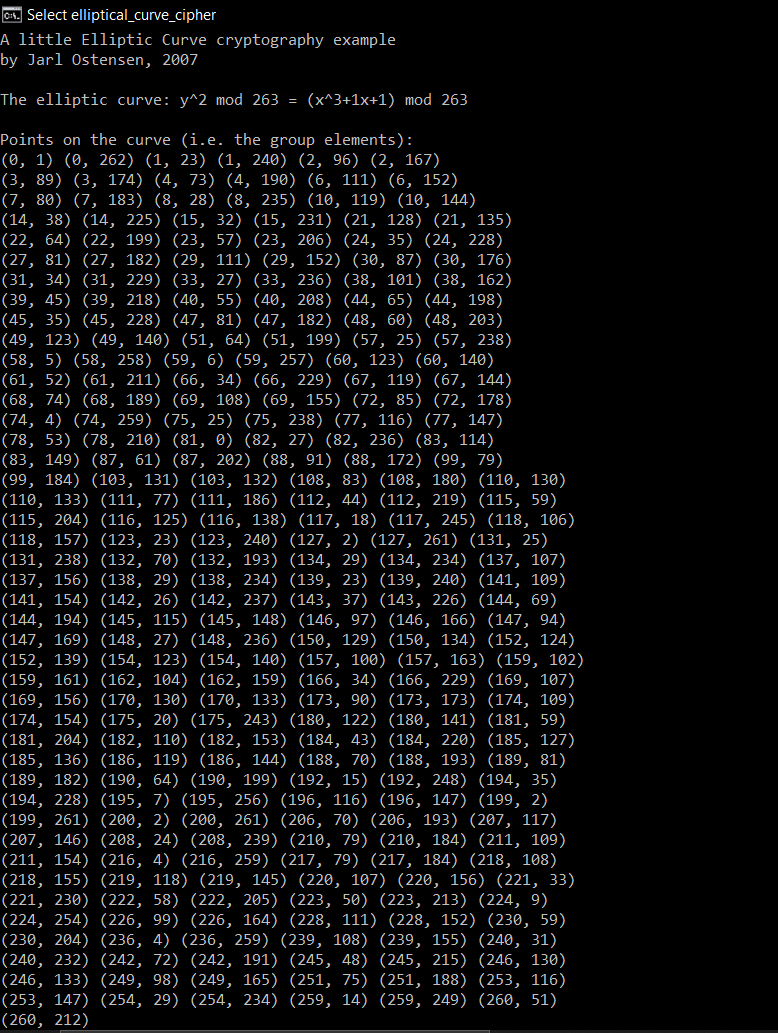 Select elliptical_curve_cipher
A little Elliptic Curve cryptography example
by Jarl Ostensen, 2007
The elliptic curve: y^2 mod 263 = (x^3+1x+1) mod 263
Points on the curve (i.e. the group elements):
(0, 1) (0, 262) (1, 23) (1, 240) (2, 96) (2, 167)
(3, 89) (3, 174) (4, 73) (4, 190) (6, 111) (6, 152)
(7, 80) (7, 183) (8, 28) (8, 235) (10, 119) (10, 144)
(14, 38) (14, 225) (15, 32) (15, 231) (21, 128) (21, 135)
(22, 64) (22, 199) (23, 57) (23, 206) (24, 35) (24, 228)
(27, 81) (27, 182) (29, 111) (29, 152) (30, 87) (30, 176)
(31, 34) (31, 229) (33, 27) (33, 236) (38, 101) (38, 162)
(39, 45) (39, 218) (40, 55) (40, 208) (44, 65) (44, 198)
(45, 35) (45, 228) (47, 81) (47, 182) (48, 60) (48, 203)
(49, 123) (49, 140) (51, 64) (51, 199) (57, 25) (57, 238)
(58, 5) (58, 258) (59, 6) (59, 257) (60, 123) (60, 140)
(61, 52) (61, 211) (66, 34) (66, 229) (67, 119) (67, 144)
(68, 74) (68, 189) (69, 108) (69, 155) (72, 85) (72, 178)
(74, 4) (74, 259) (75, 25) (75, 238) (77, 116) (77, 147)
(78, 53) (78, 210) (81, 0) (82, 27) (82, 236) (83, 114)
(83, 149) (87, 61) (87, 202) (88, 91) (88, 172) (99, 79)
(99, 184) (103, 131) (103, 132) (108, 83) (108, 180) (110, 130)
(110, 133) (111, 77) (111, 186) (112, 44) (112, 219) (115, 59)
(115, 204) (116, 125) (116, 138) (117, 18) (117, 245) (118, 106)
(118, 157) (123, 23) (123, 240) (127, 2) (127, 261) (131, 25)
(131, 238) (132, 70) (132, 193) (134, 29) (134, 234) (137, 107)
(137, 156) (138, 29) (138, 234) (139, 23) (139, 240) (141, 109)
(141, 154) (142, 26) (142, 237) (143, 37) (143, 226) (144, 69)
(144, 194) (145, 115) (145, 148) (146, 97) (146, 166) (147, 94)
(147, 169) (148, 27) (148, 236) (150, 129) (150, 134) (152, 124)
(152, 139) (154, 123) (154, 140) (157, 100) (157, 163) (159, 102)
(159, 161) (162, 104) (162, 159) (166, 34) (166, 229) (169, 107)
(169, 156) (170, 130) (170, 133) (173, 90) (173, 173) (174, 109)
(174, 154) (175, 20) (175, 243) (180, 122) (180, 141) (181, 59)
(181, 204) (182, 110) (182, 153) (184, 43) (184, 220) (185, 127)
(185, 136) (186, 119) (186, 144) (188, 70) (188, 193) (189, 81)
(189, 182) (190, 64) (190, 199) (192, 15) (192, 248) (194, 35)
(194, 228) (195, 7) (195, 256) (196, 116) (196, 147) (199, 2)
(199, 261) (200, 2) (200, 261) (206, 70) (206, 193) (207, 117)
(207, 146) (208, 24) (208, 239) (210, 79) (210, 184) (211, 109)
(211, 154) (216, 4) (216, 259) (217, 79) (217, 184) (218, 108)
(218, 155) (219, 118) (219, 145) (220, 107) (220, 156) (221, 33)
(221, 230) (222, 58) (222, 205) (223, 50) (223, 213) (224, 9)
(224, 254) (226, 99) (226, 164) (228, 111) (228, 152) (230, 59)
(230, 204) (236, 4) (236, 259) (239, 108) (239, 155) (240, 31)
(240, 232) (242, 72) (242, 191) (245, 48) (245, 215) (246, 130)
(246, 133) (249, 98) (249, 165) (251, 75) (251, 188) (253, 116)
(253, 147) (254, 29) (254, 234) (259, 14) (259, 249) (260, 51)
(260, 212)